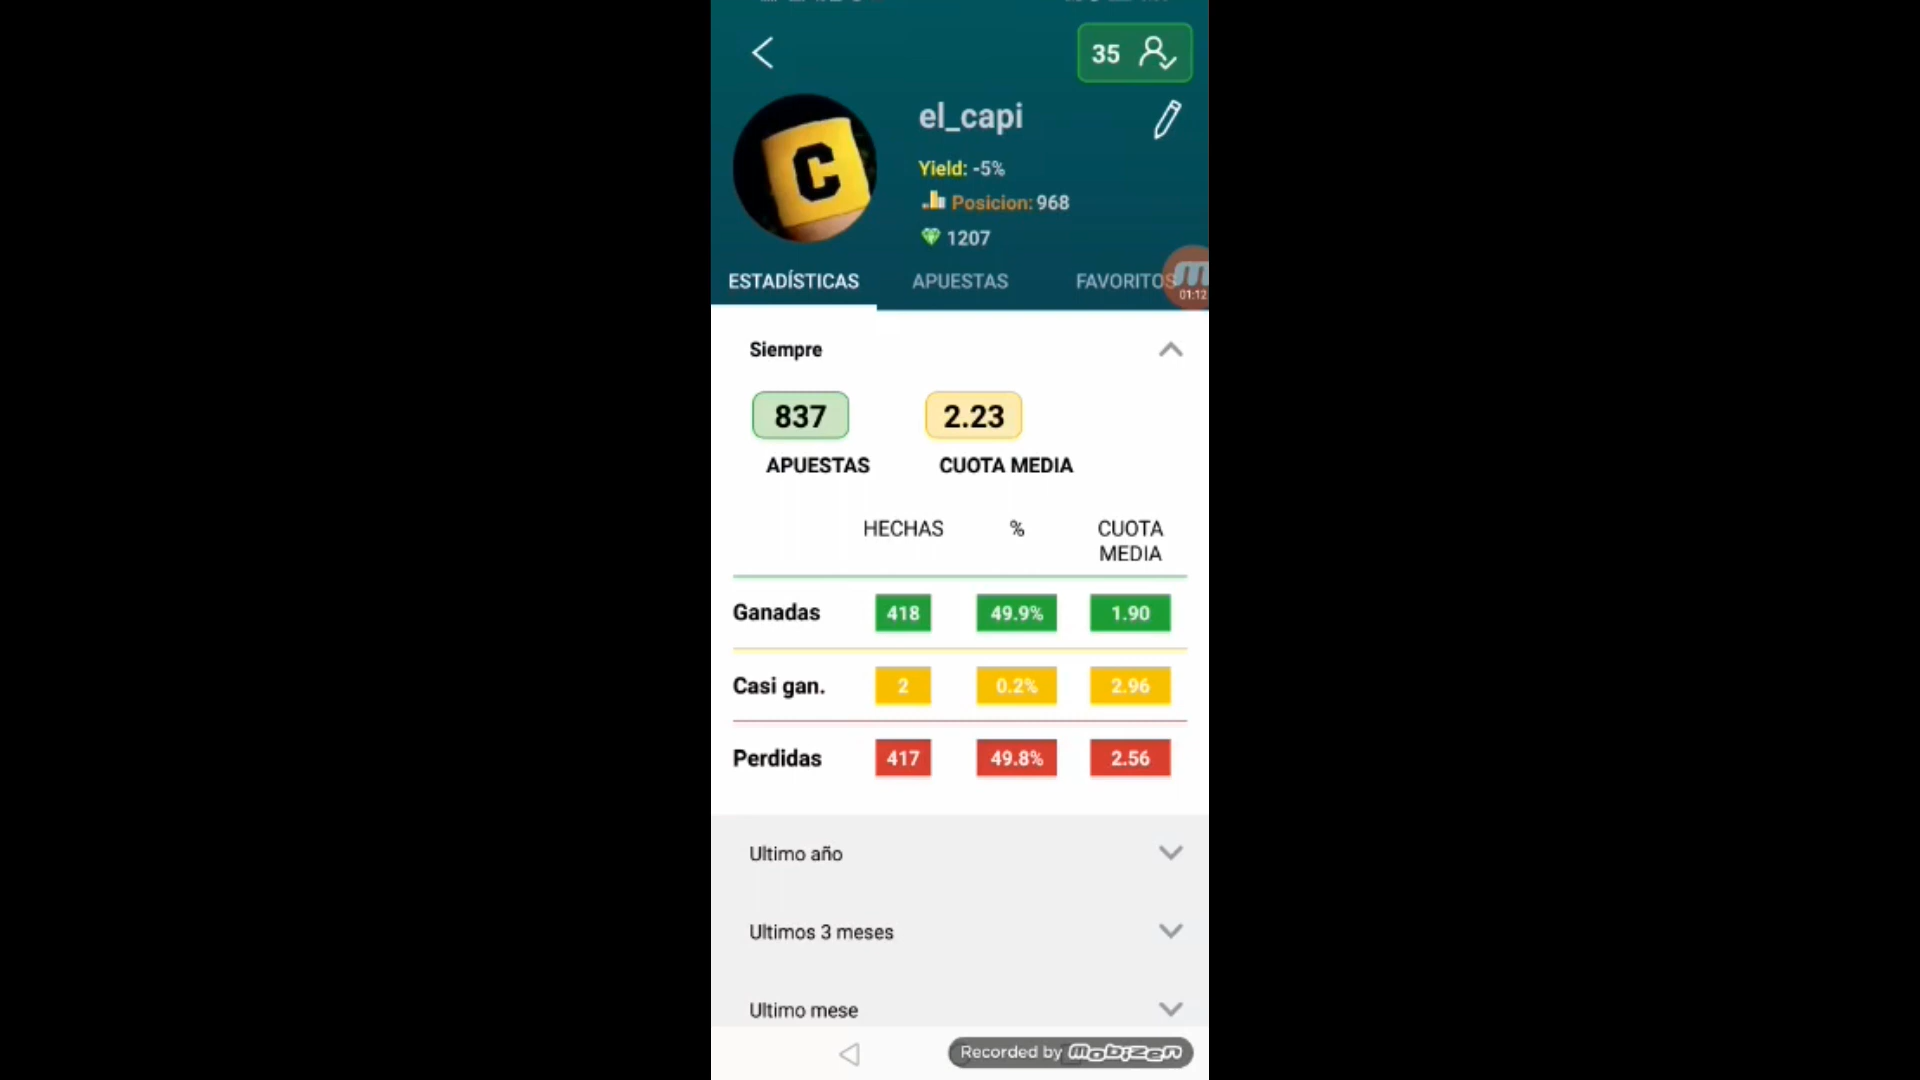 35
el_capi
C
Yield: -5%
Posicion: 968
1207
ESTADÍSTICAS APUESTAS FAVORITOS
01:12
Siempre
837 2.23
APUESTAS CUOTA MEDIA
HECHAS % CUOTA MEDIA
Ganadas 418 49.9% 1.90
Casi gan. 2 0.2% 2.96
Perdidas 417 49.8% 2.56
Ultimo año
Ultimos 3 meses
Ultimo mese
Recorded by mobizen